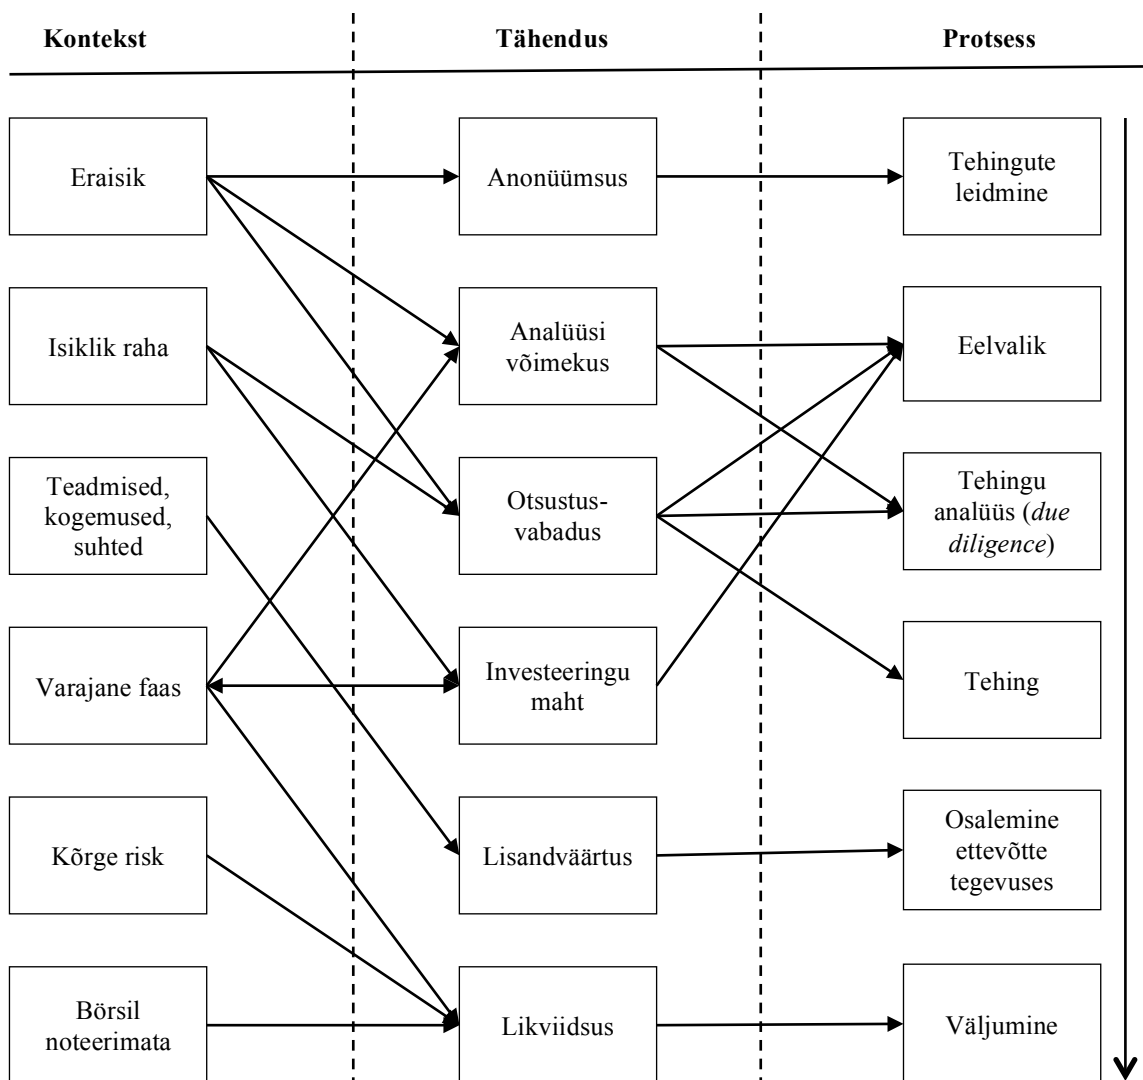 Kontekst
Tähendus
Protsess
Eraisik
Anonüümsus
Tehingute
leidmine
Isiklik raha
Analüüsi
võimekus
Eelvalik
Teadmised,
kogemused,
suhted
Otsustus-
vabadus
Tehingu
analüüs (due
diligence)
Varajane faas
Investeeringu
maht
Tehing
Kõrge risk
Lisandväärtus
Osalemine
ettevõtte
tegevuses
Börsil
noteerimata
Likviidsus
Väljumine